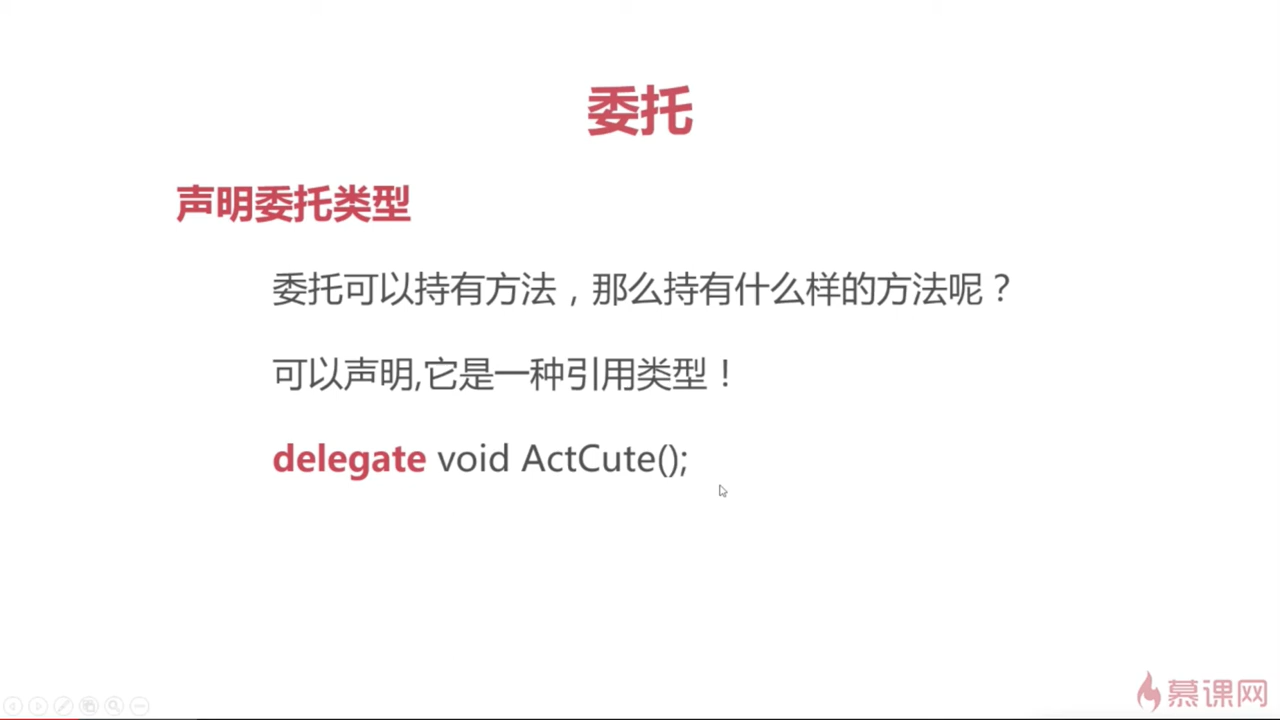 委托
声明委托类型
委托可以持有方法，那么持有什么样的方法呢？
可以声明,它是一种引用类型！
delegate void ActCute();
慕课网